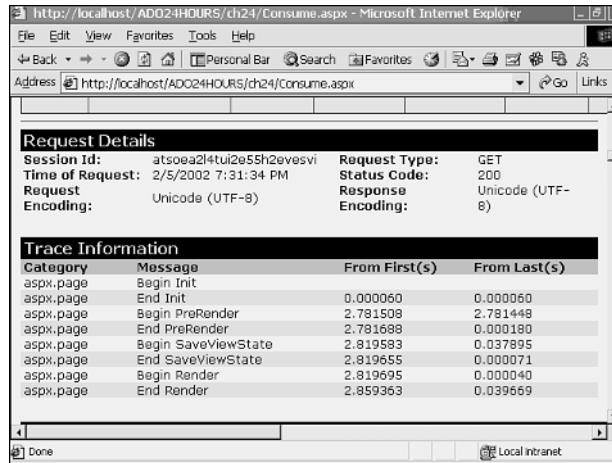 http://localhost/ADO24HOURS/ch24/Consume.aspx - Microsoft Internet Explorer
File Edit View Favorites Tools Help
Back Personal Bar Search Favorites
Address http://localhost/ADO24HOURS/ch24/Consume.aspx Go Links
Request Details
Session Id: atsoea2l4tui2e55h2evesvi Request Type: GET
Time of Request: 2/5/2002 7:31:34 PM Status Code: 200
Request Encoding: Unicode (UTF-8) Response Encoding: Unicode (UTF-8)
Trace Information
Category Message From First(s) From Last(s)
aspx.page Begin Init
aspx.page End Init 0.000060 0.000060
aspx.page Begin PreRender 2.781508 2.781448
aspx.page End PreRender 2.781688 0.000180
aspx.page Begin SaveViewState 2.819583 0.037895
aspx.page End SaveViewState 2.819655 0.000071
aspx.page Begin Render 2.819695 0.000040
aspx.page End Render 2.859363 0.039669
Done Local intranet